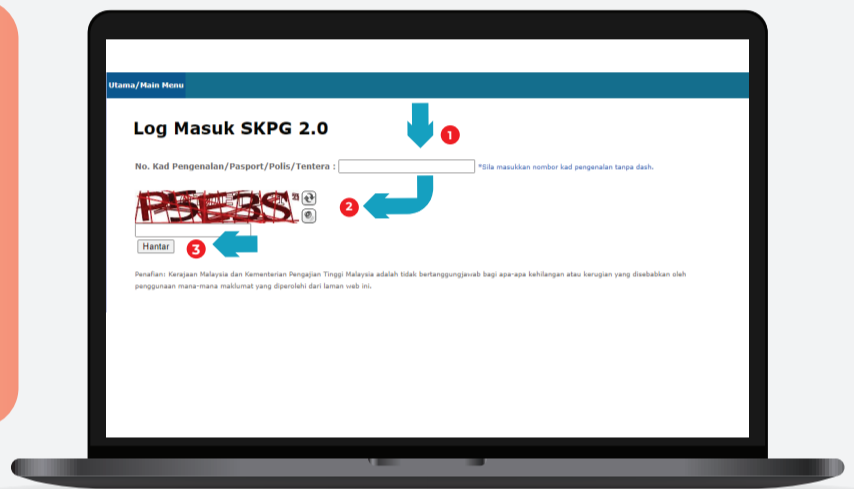 Utama/Main Menu
Log Masuk SKPG 2.0
1
No. Kad Pengenalan/Pasport/Polis/Tentera : *Sila masukkan nombor kad pengenalan tanpa dash.
2
Hantar
3
Penafian: Kerajaan Malaysia dan Kementerian Pengajian Tinggi Malaysia adalah tidak bertanggungjawab bagi apa-apa kehilangan atau kerugian yang disebabkan oleh
penggunaan mana-mana maklumat yang diperolehi dari laman web ini.